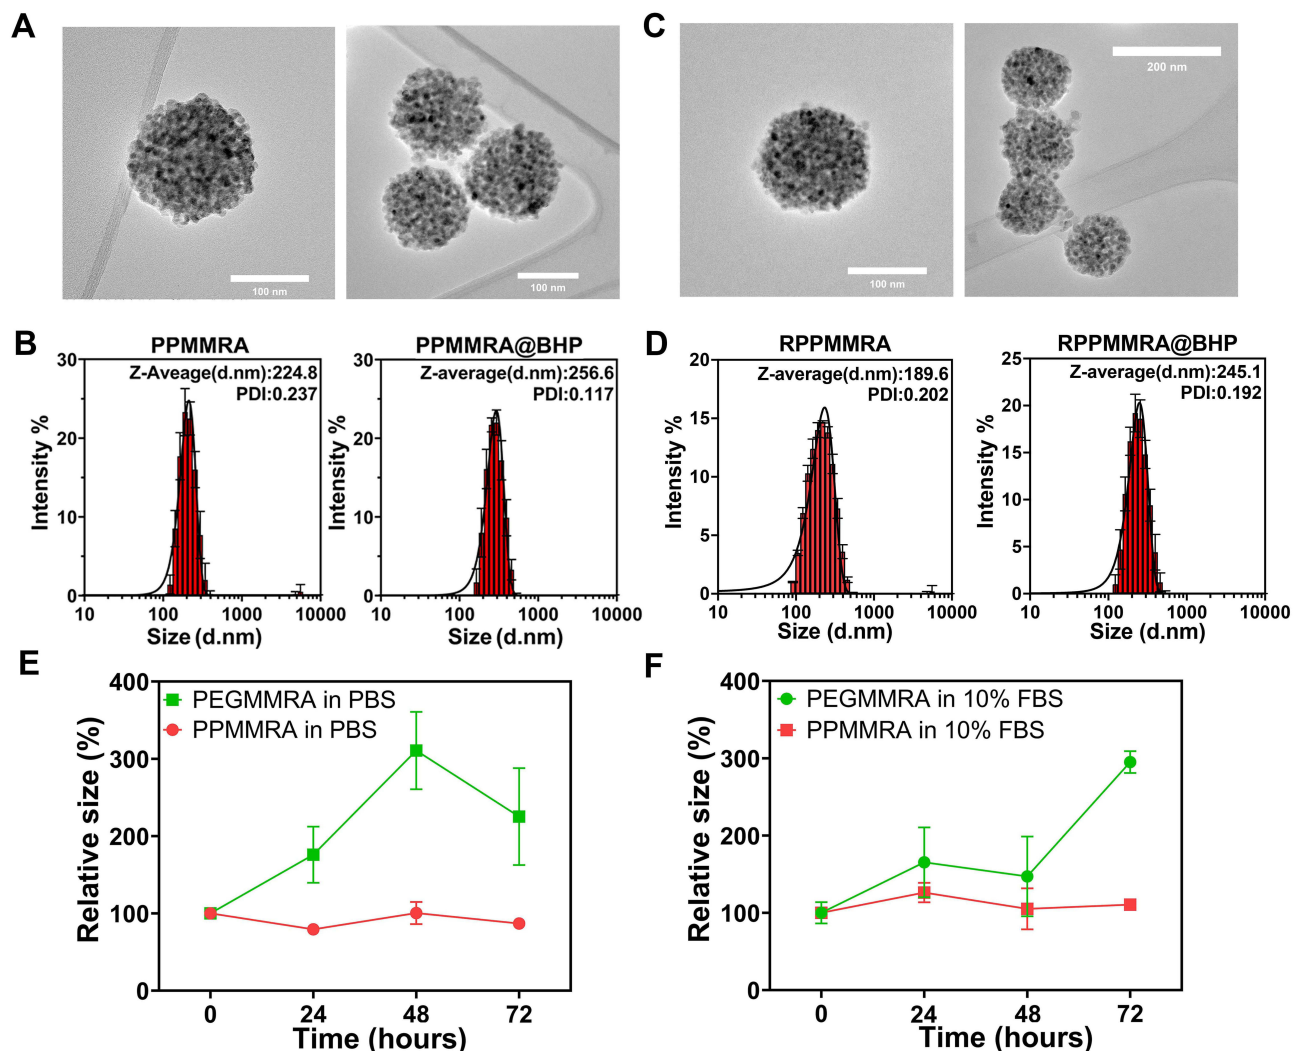 A
100 nm
100 nm
C
100 nm
200 nm
B
PPMMRA
Z-Average(d.nm):224.8
PDI:0.237
30
20
10
0
Intensity %
10
100
1000
10000
Size (d.nm)
PPMMRA@BHP
Z-average(d.nm):256.6
PDI:0.117
30
20
10
0
Intensity %
10
100
1000
10000
Size (d.nm)
D
RPPMMRA
Z-average(d.nm):189.6
PDI:0.202
20
15
10
5
0
Intensity %
10
100
1000
10000
Size (d.nm)
RPPMMRA@BHP
Z-average(d.nm):245.1
PDI:0.192
25
20
15
10
5
0
Intensity %
10
100
1000
10000
Size (d.nm)
E
PEGMMRA in PBS
PPMMRA in PBS
400
300
200
100
0
Relative size (%)
0
24
48
72
Time (hours)
F
PEGMMRA in 10% FBS
PPMMRA in 10% FBS
400
300
200
100
0
Relative size (%)
0
24
48
72
Time (hours)